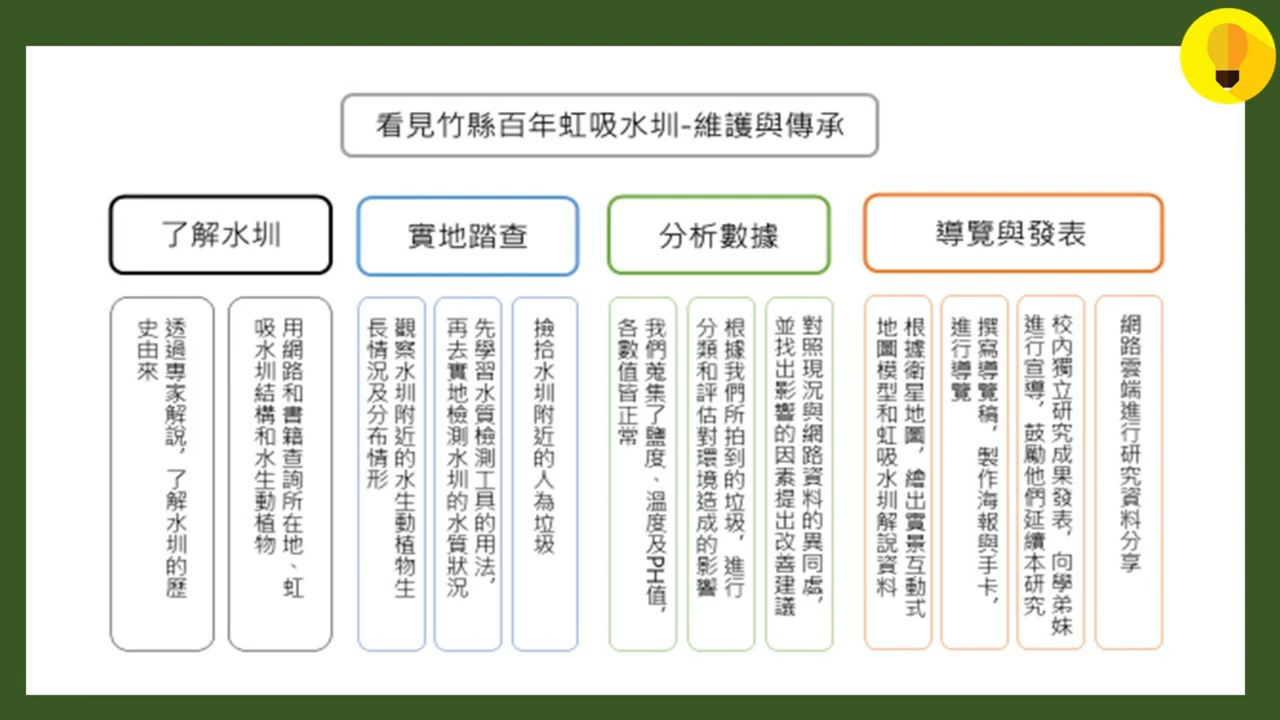 看見竹縣百年虹吸水圳-維護與傳承
了解水圳
透過專家解說，了解水圳的歷
史由來
用網路和書籍查詢所在地、虹
吸水圳結構和水生動植物
實地踏查
觀察水圳附近的水生動植物生
長情況及分布情形
先學習水質檢測工具的用法，
再去實地檢測水圳的水質狀況
撿拾水圳附近的人為垃圾
分析數據
我們蒐集了鹽度、溫度及PH值，
各數值皆正常
根據我們所拍到的垃圾，進行
分類和評估對環境造成的影響
對照現況與網路資料的異同處，
並找出影響的因素提出改善建議
導覽與發表
根據衛星地圖，繪出實景互動式
地圖模型和虹吸水圳解說資料
撰寫導覽稿，製作海報與手卡，
進行導覽
校內獨立研究成果發表，向學弟妹
進行宣導，鼓勵他們延續本研究
網路雲端進行研究資料分享